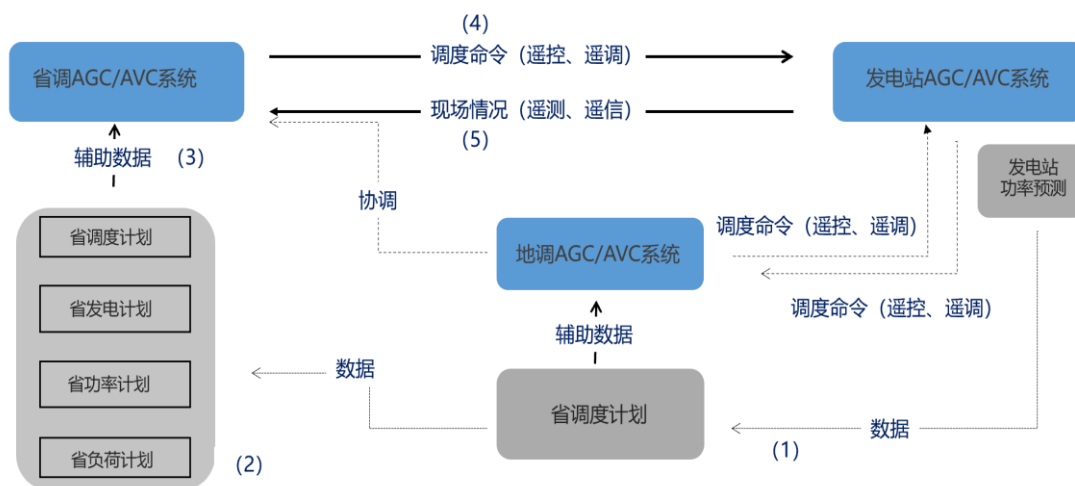 (4)
省调AGC/AVC系统
调度命令（遥控、遥调）
发电站AGC/AVC系统
现场情况（遥测、遥信）
(5)
辅助数据 (3)
发电站
功率预测
协调
省调度计划
调度命令（遥控、遥调）
地调AGC/AVC系统
省发电计划
调度命令（遥控、遥调）
辅助数据
数据
省功率计划
省调度计划
数据
(1)
省负荷计划
(2)